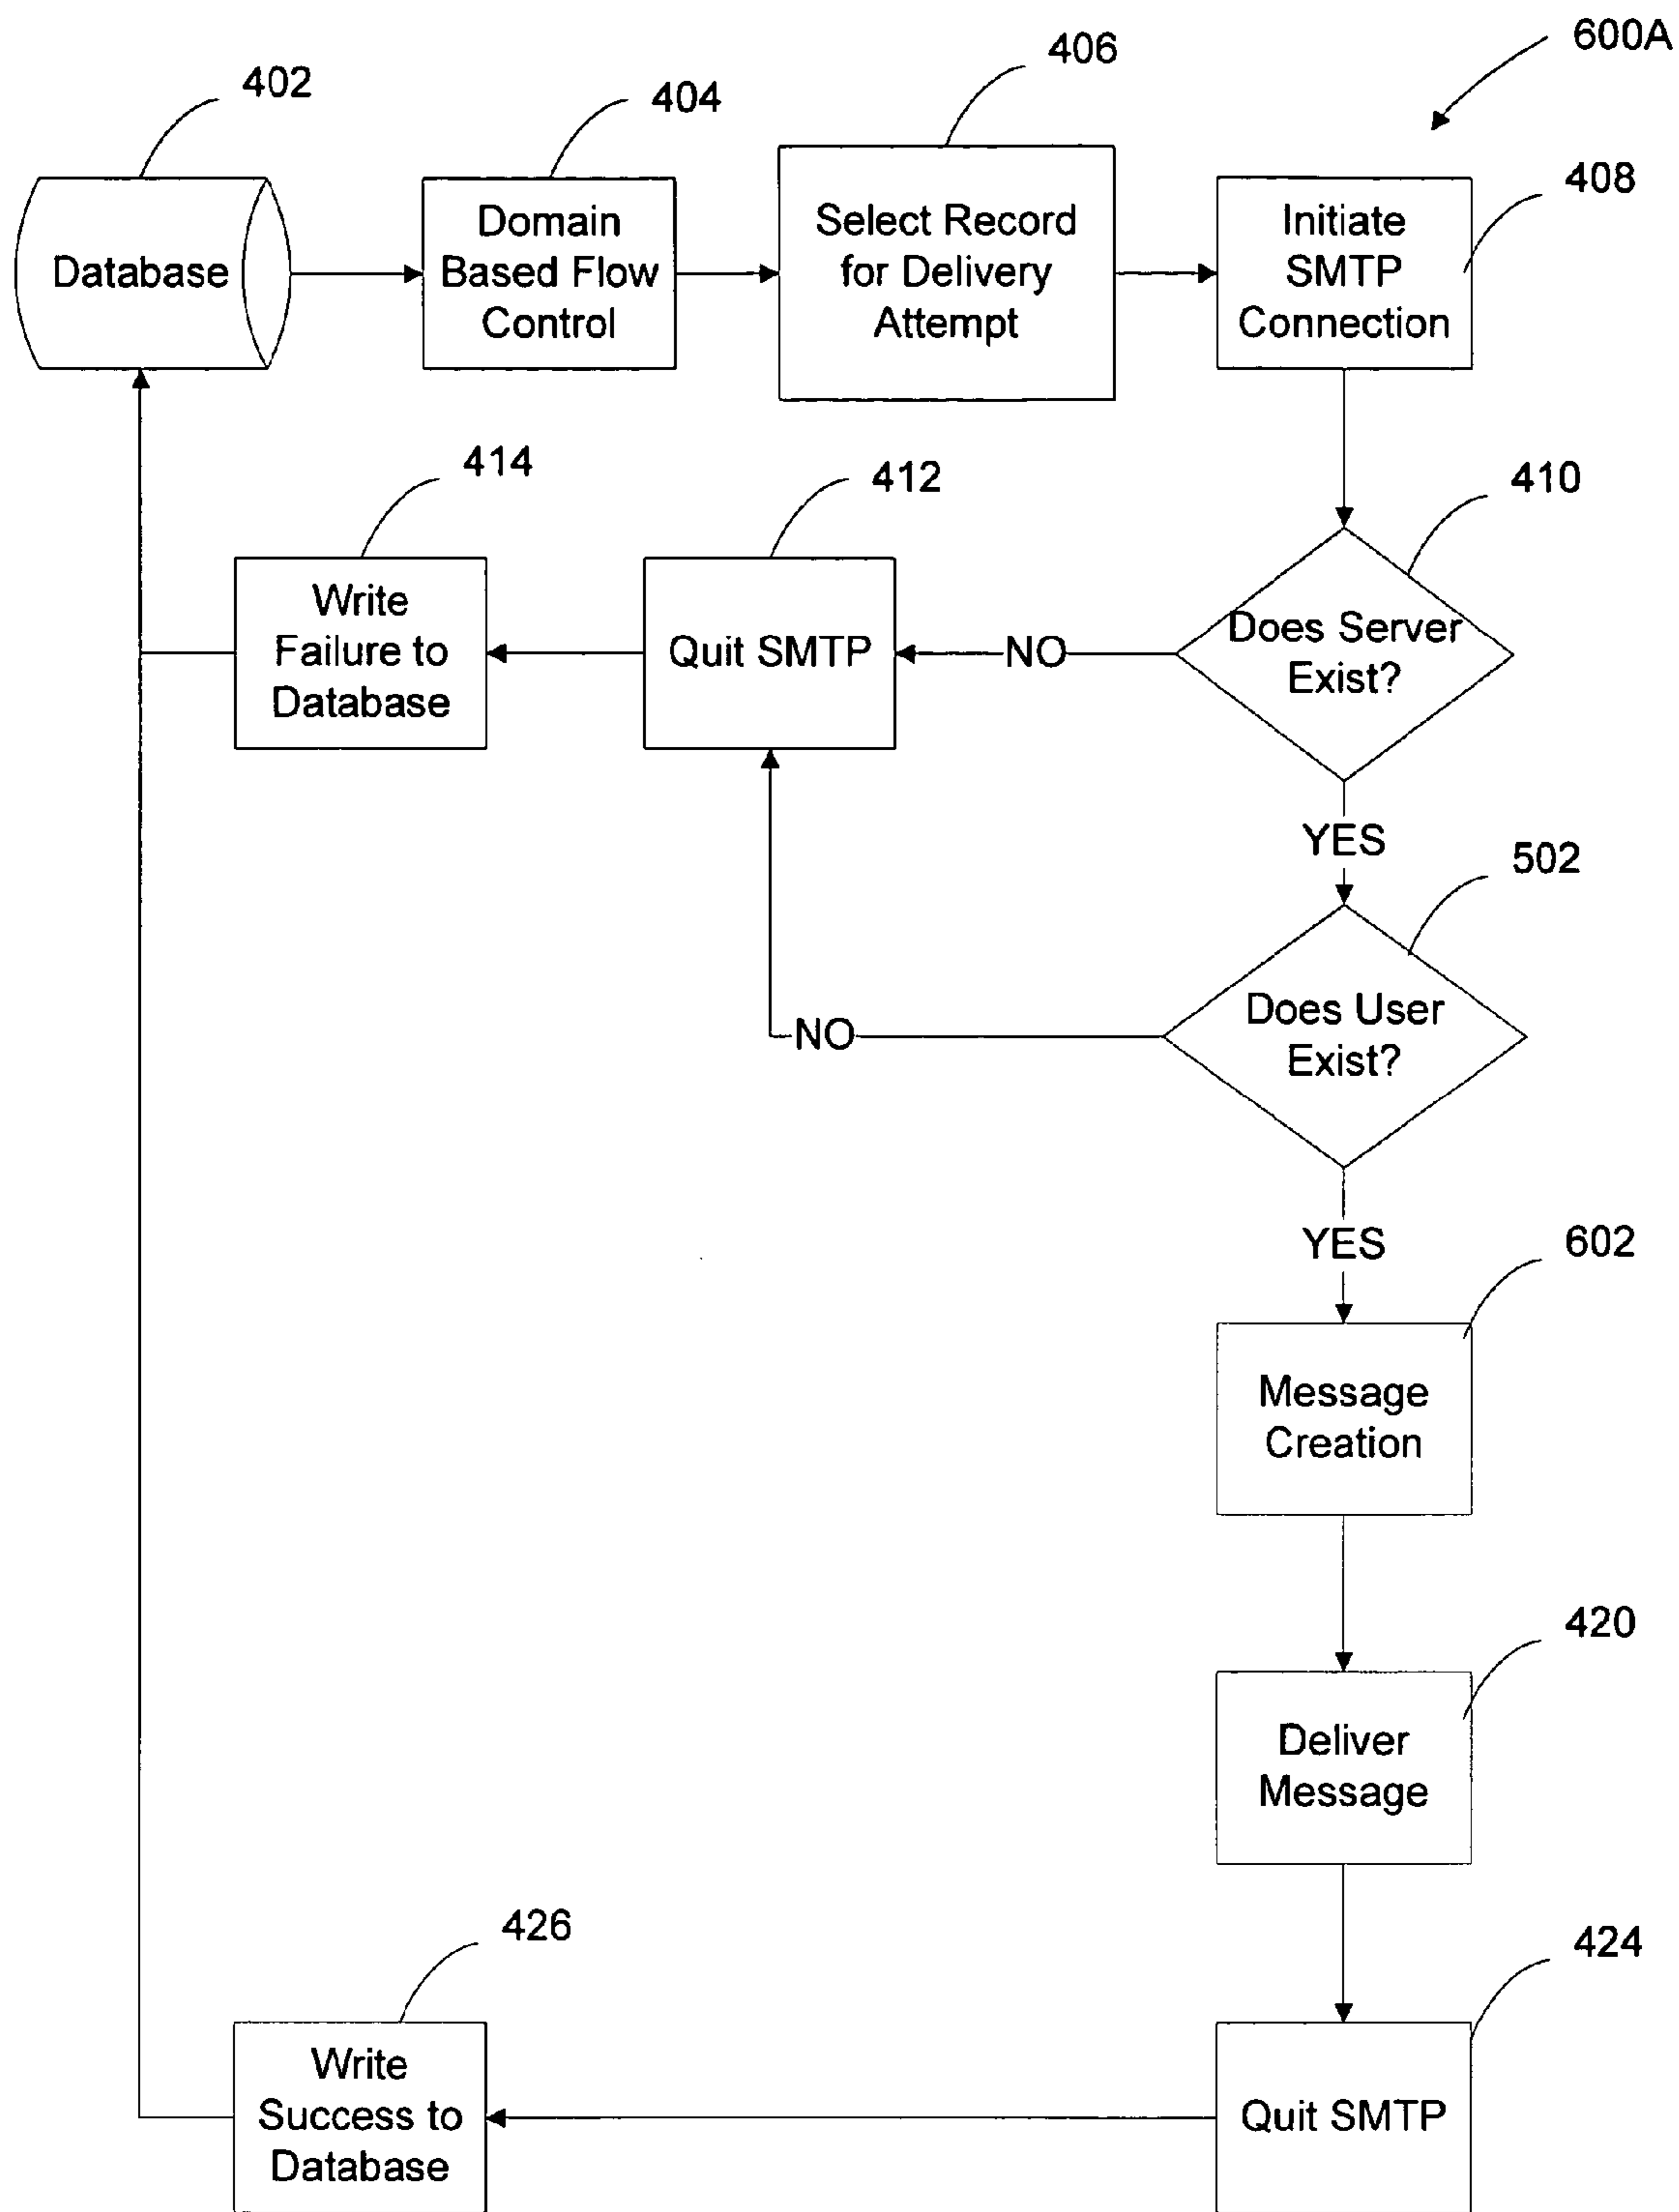 600A
406
402
404
408
Database
Domain
Based Flow
Control
Select Record
for Delivery
Attempt
Initiate
SMTP
Connection
414
412
410
Write
Failure to
Database
Quit SMTP
NO
Does Server
Exist?
YES
502
NO
Does User
Exist?
YES
602
Message
Creation
420
Deliver
Message
426
424
Write
Success to
Database
Quit SMTP